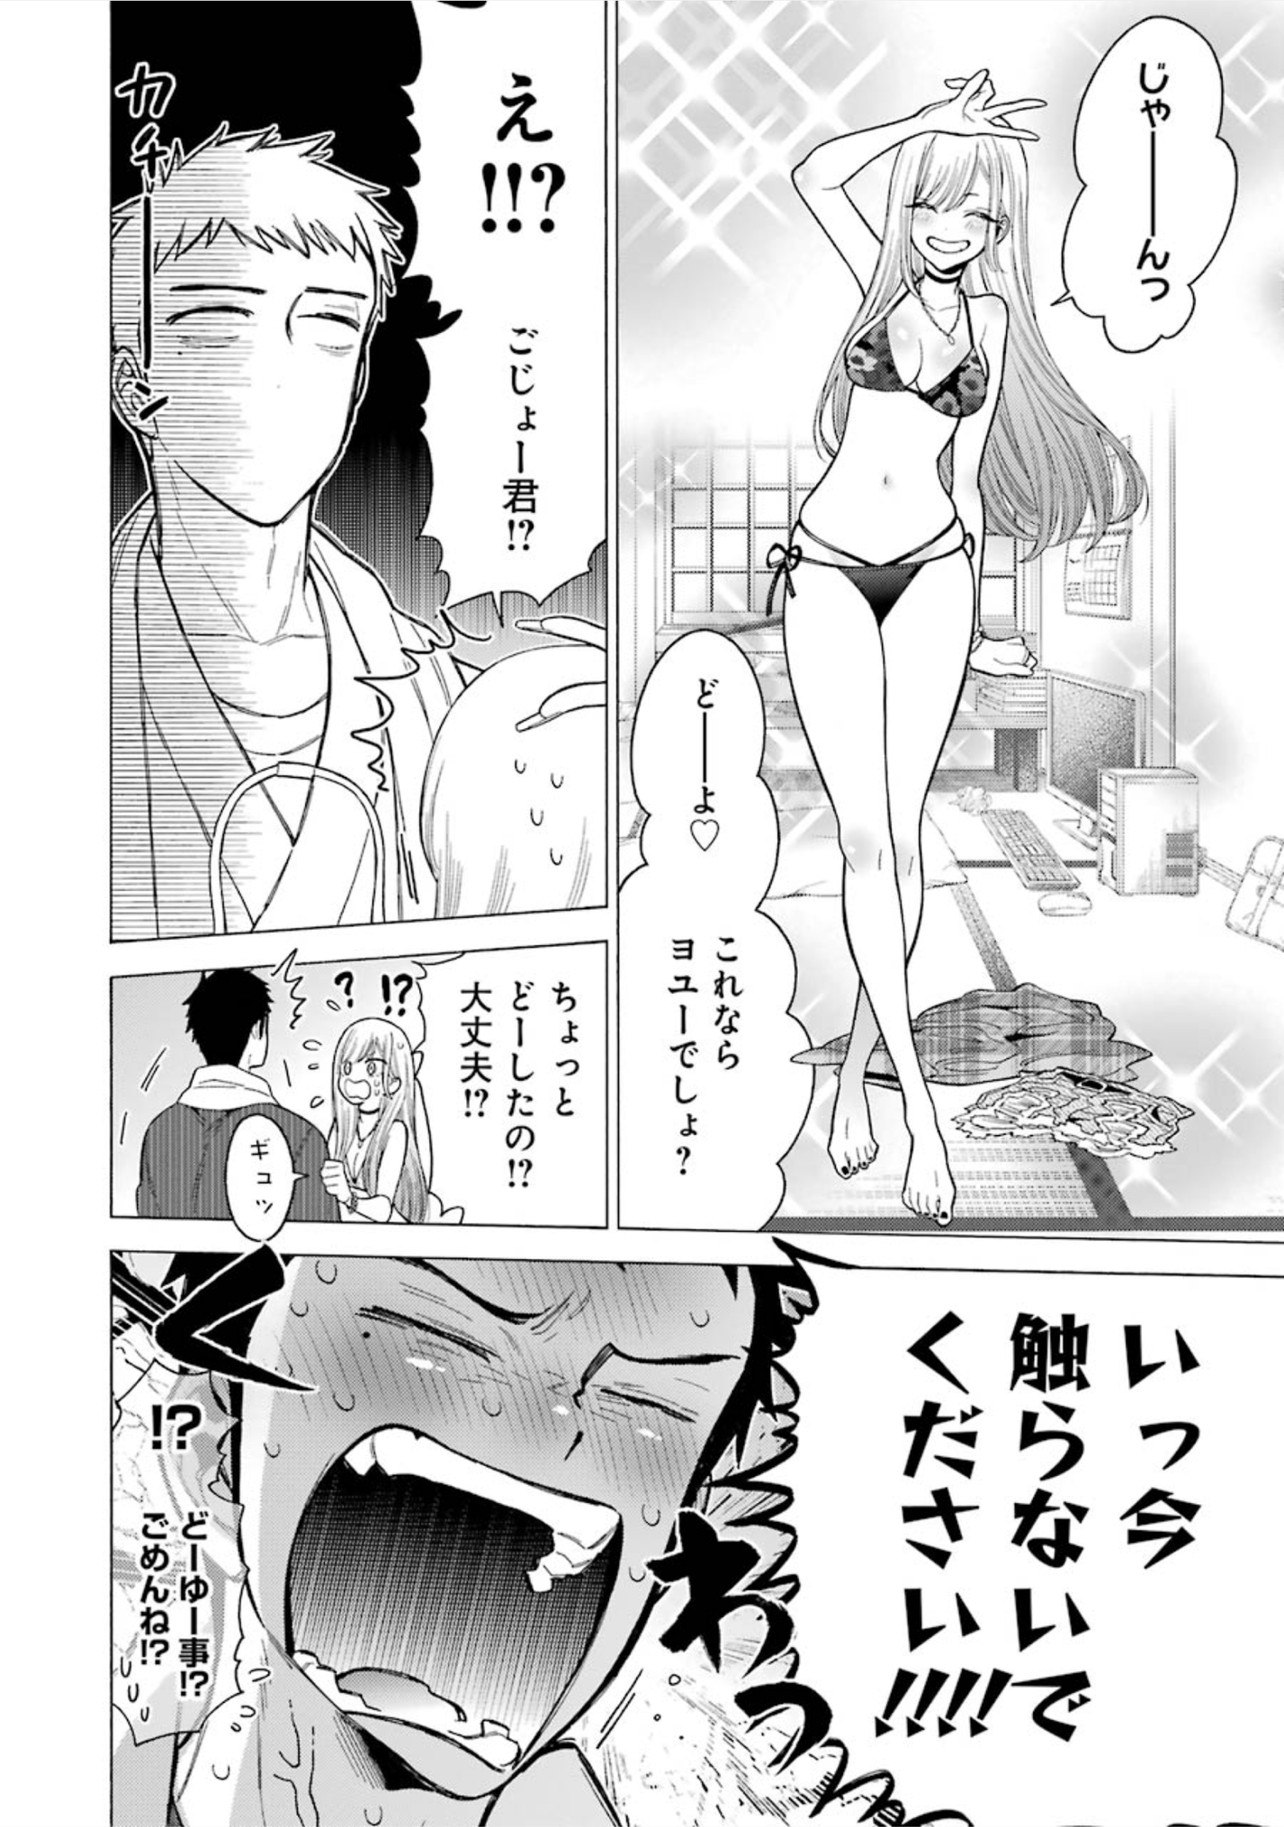 じゃーーんっ
どーーよ♡
これなら
ヨユーでしょ？
え!!?
ごじょー君!?
カチーン
ちょっと
どーしたの!?
大丈夫!?
!?
?
ギュッ
いっ今
触らないで
ください!!!!
わっ
くっ
!?
どーゆー事!?
ごめんね!?